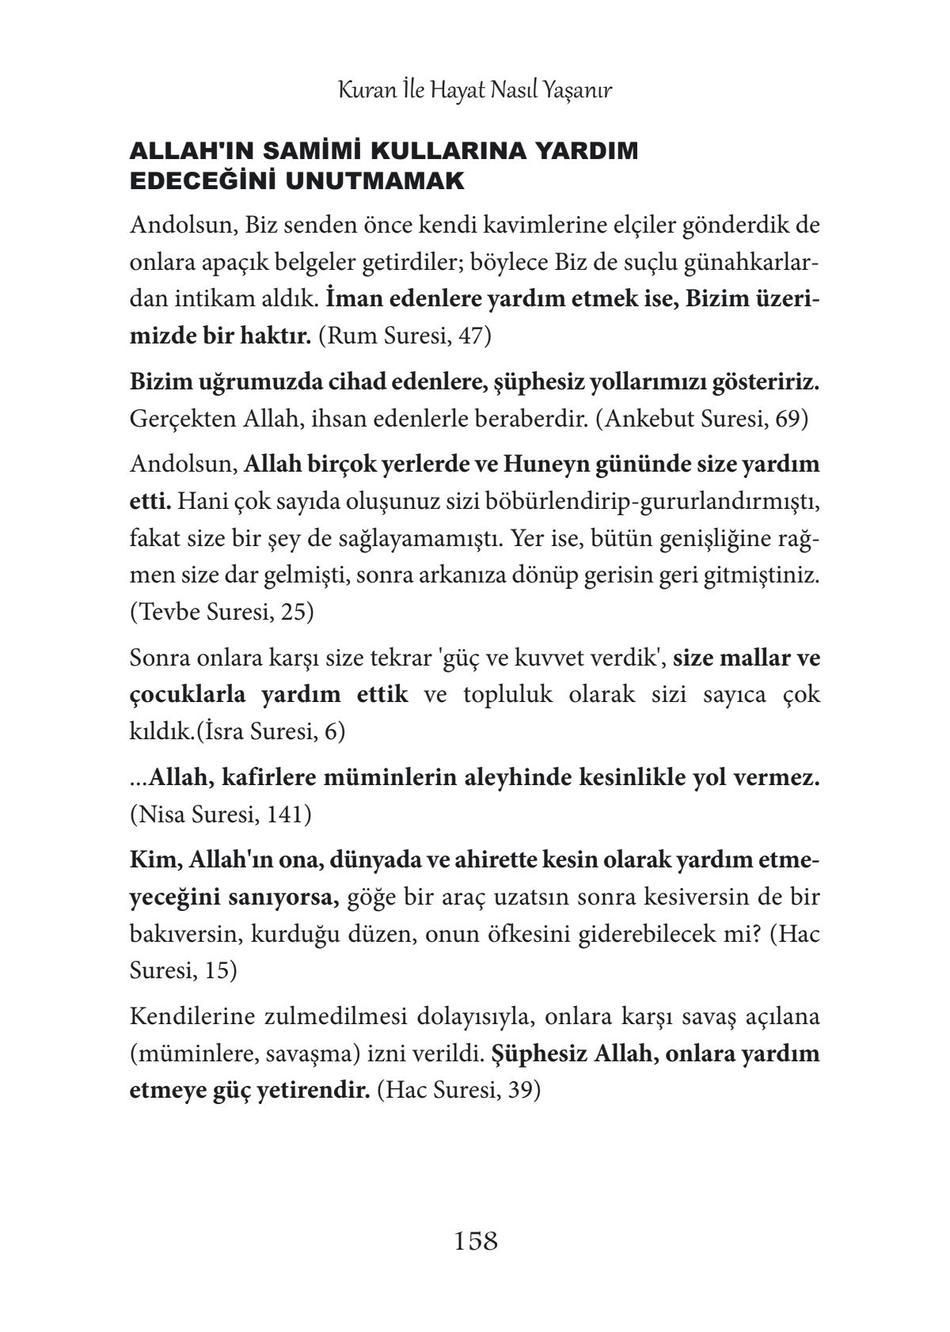 Kuran İle Hayat Nasıl Yaşanır
ALLAH'IN SAMİMİ KULLARINA YARDIM
EDECEĞİNİ UNUTMAMAK
Andolsun, Biz senden önce kendi kavimlerine elçiler gönderdik de
onlara apaçık belgeler getirdiler; böylece Biz de suçlu günahkarlar-
dan intikam aldık. İman edenlere yardım etmek ise, Bizim üzeri-
mizde bir haktır. (Rum Suresi, 47)
Bizim uğrumuzda cihad edenlere, şüphesiz yollarımızı gösteririz.
Gerçekten Allah, ihsan edenlerle beraberdir. (Ankebut Suresi, 69)
Andolsun, Allah birçok yerlerde ve Huneyn gününde size yardım
etti. Hani çok sayıda oluşunuz sizi böbürlendirip-gururlandırmıştı,
fakat size bir şey de sağlayamamıştı. Yer ise, bütün genişliğine rağ-
men size dar gelmişti, sonra arkanıza dönüp gerisin geri gitmiştiniz.
(Tevbe Suresi, 25)
Sonra onlara karşı size tekrar 'güç ve kuvvet verdik', size mallar ve
çocuklarla yardım ettik ve topluluk olarak sizi sayıca çok
kıldık.(İsra Suresi, 6)
...Allah, kafirlere müminlerin aleyhinde kesinlikle yol vermez.
(Nisa Suresi, 141)
Kim, Allah'ın ona, dünyada ve ahirette kesin olarak yardım etme-
yeceğini sanıyorsa, göğe bir araç uzatsın sonra kesiversin de bir
bakıversin, kurduğu düzen, onun öfkesini giderebilecek mi? (Hac
Suresi, 15)
Kendilerine zulmedilmesi dolayısıyla, onlara karşı savaş açılana
(müminlere, savaşma) izni verildi. Şüphesiz Allah, onlara yardım
etmeye güç yetirendir. (Hac Suresi, 39)
158